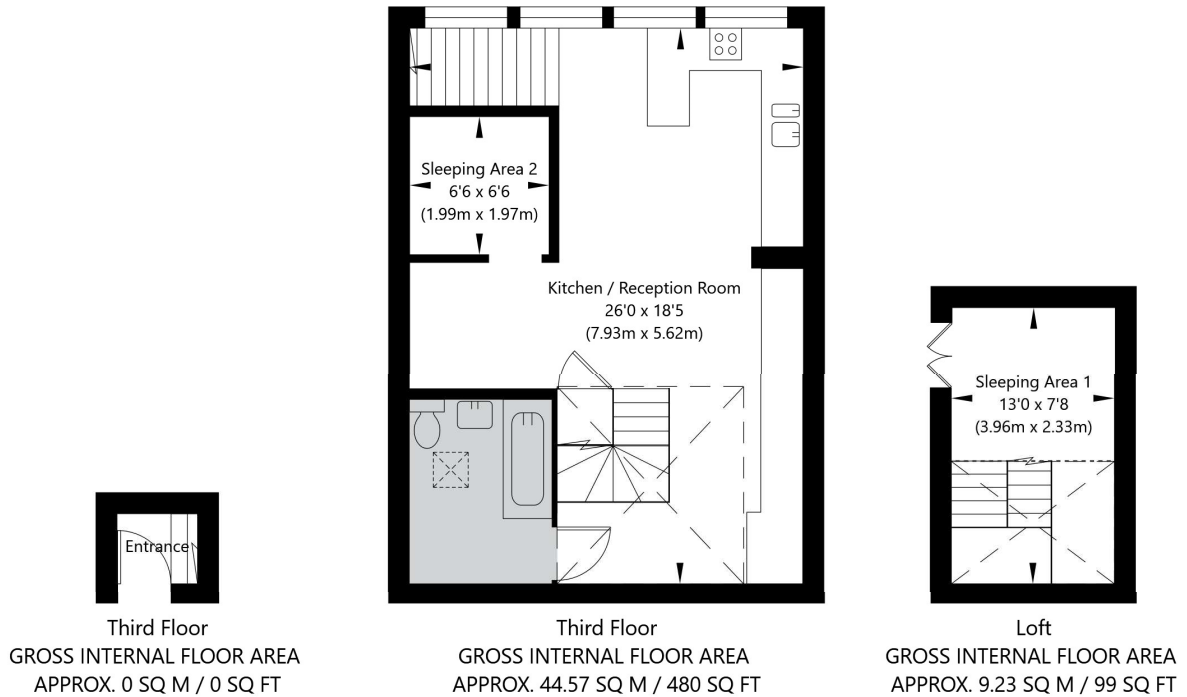 Sleeping Area 2
6'6 x 6'6
(1.99m x 1.97m)
Kitchen / Reception Room
26'0 x 18'5
(7.93m x 5.62m)
Sleeping Area 1
13'0 x 7'8
(3.96m x 2.33m)
Entrance
Third Floor
GROSS INTERNAL FLOOR AREA
APPROX. 0 SQ M / 0 SQ FT
Third Floor
GROSS INTERNAL FLOOR AREA
APPROX. 44.57 SQ M / 480 SQ FT
Loft
GROSS INTERNAL FLOOR AREA
APPROX. 9.23 SQ M / 99 SQ FT